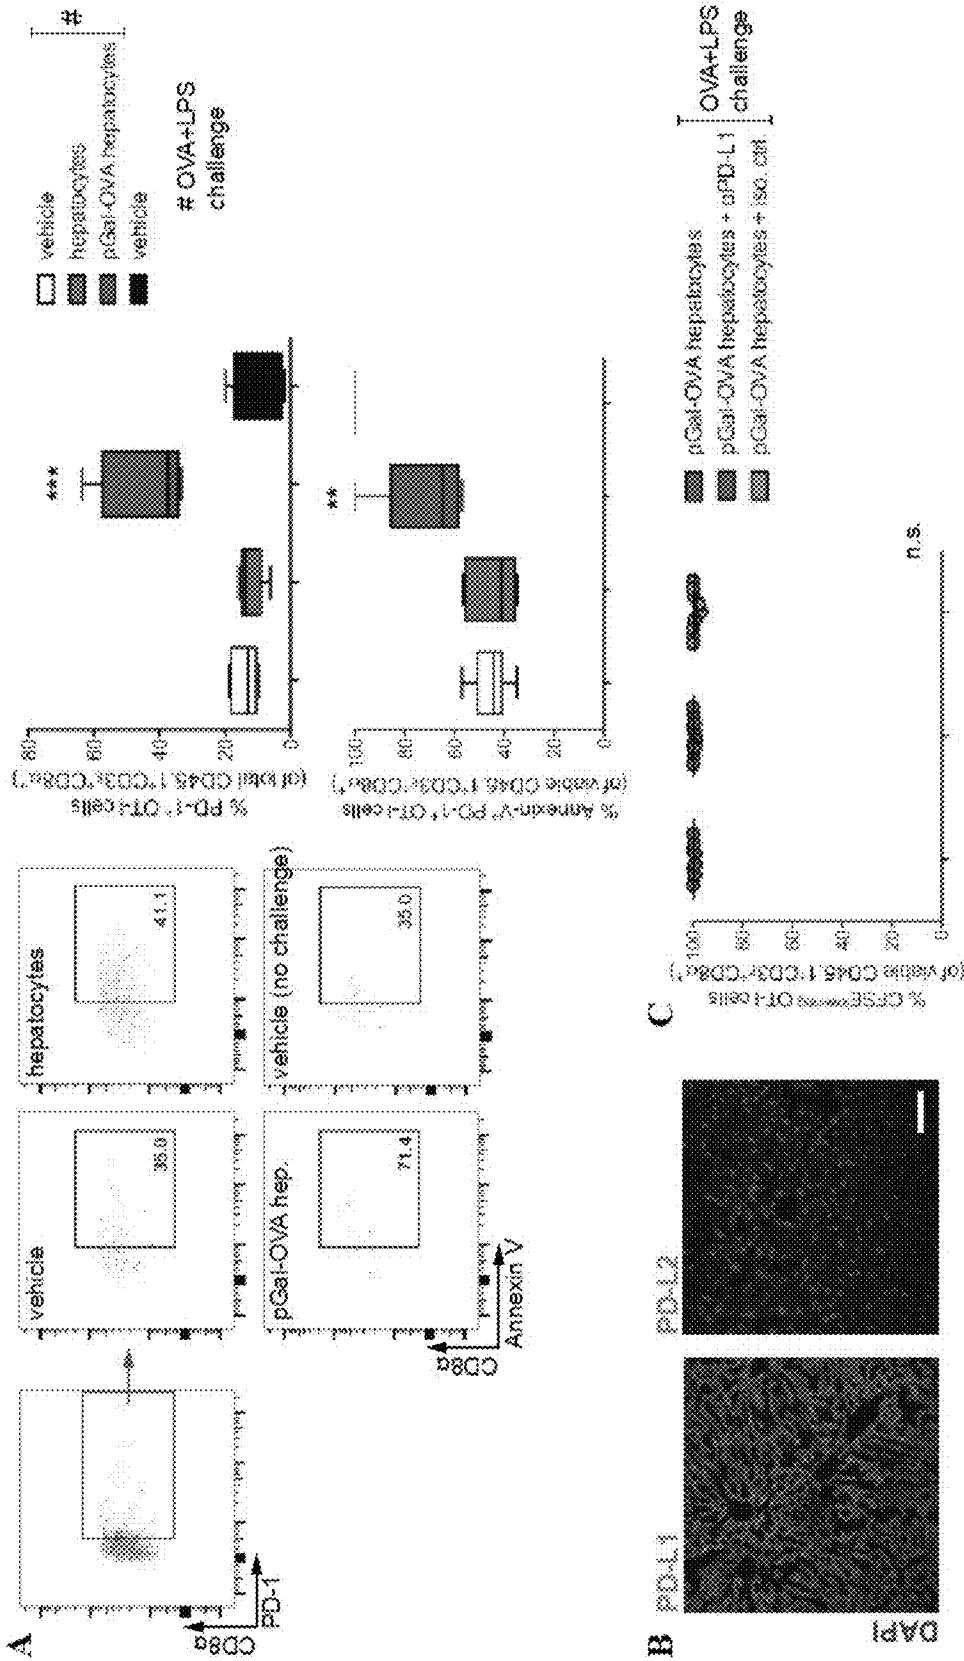 A
CD8α
PD-1
vehicle
35.0
hepatocytes
41.1
pGal-OVA hep.
71.4
vehicle (no challenge)
35.0
CD8α
Annexin V
% PD-1⁺ OT-I cells
(of total CD45.1⁺CD3ε⁺CD8α⁺)
80
60
40
20
0
***
% Annexin-V⁺ PD-1⁺ OT-I cells
(of viable CD45.1⁺CD3ε⁺CD8α⁺)
100
80
60
40
20
0
**
vehicle
hepatocytes
pGal-OVA hepatocytes
vehicle
#
# OVA+LPS
challenge
B
PD-L1
PD-L2
DAPI
C
% CFSE OT-I cells
(of viable CD45.1⁺CD3ε⁺CD8α⁺)
100
80
60
40
20
0
n.s.
pGal-OVA hepatocytes
pGal-OVA hepatocytes + αPD-L1
pGal-OVA hepatocytes + iso. ctrl.
OVA+LPS
challenge